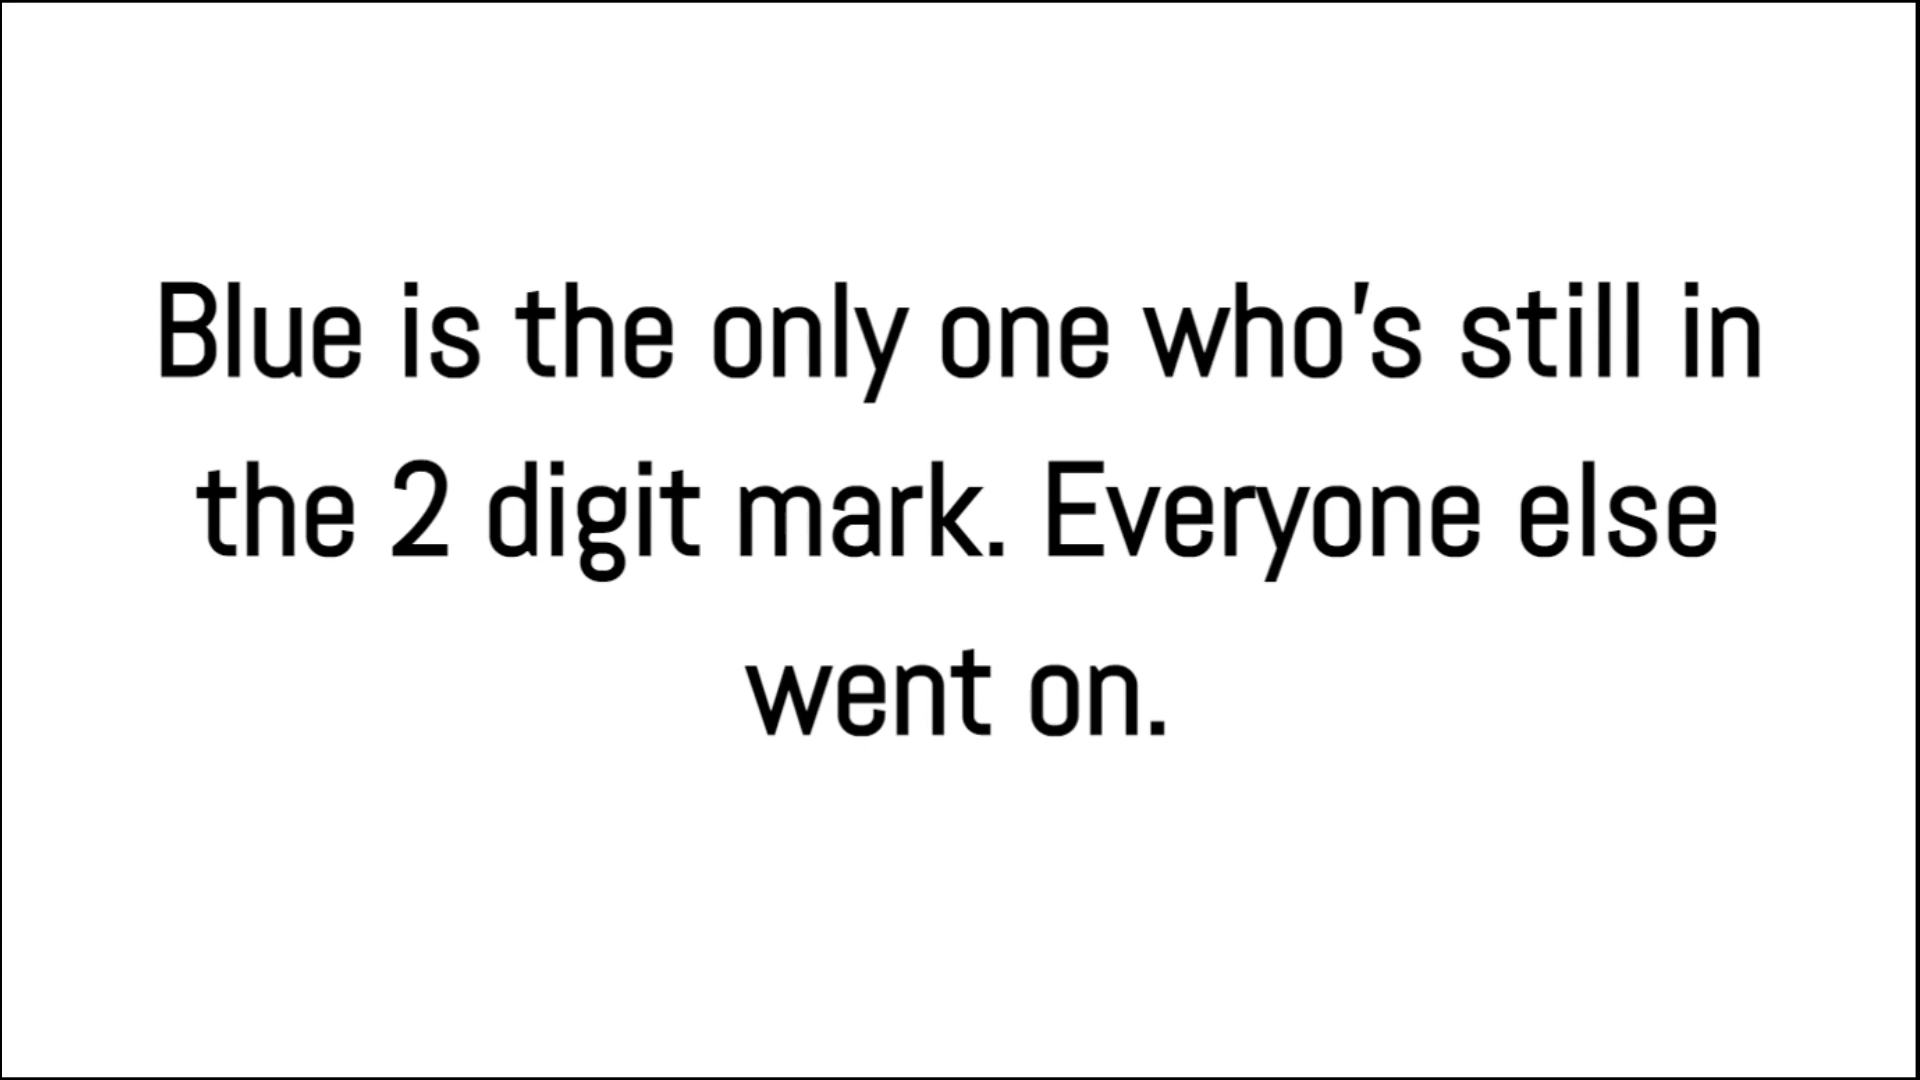 Blue is the only one who's still in
the 2 digit mark. Everyone else
went on.